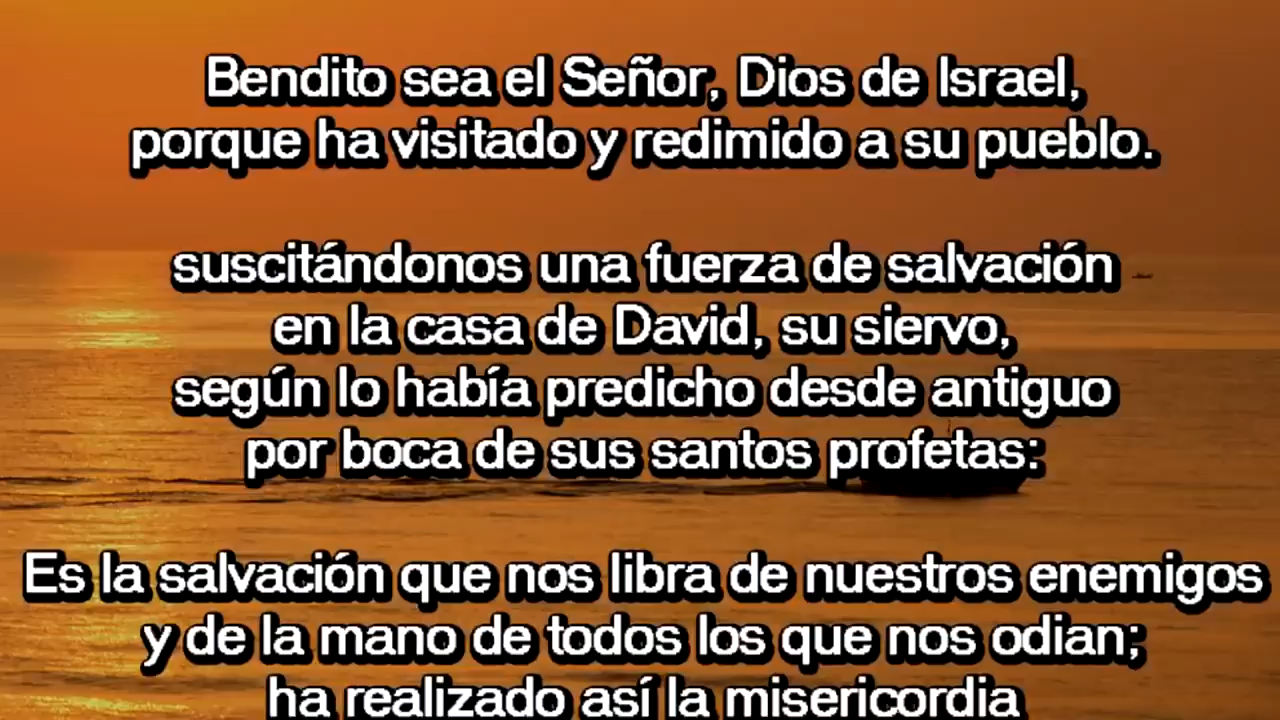 Bendito sea el Señor, Dios de Israel,
porque ha visitado y redimido a su pueblo.
suscitándonos una fuerza de salvación
en la casa de David, su siervo,
según lo había predicho desde antiguo
por boca de sus santos profetas:
Es la salvación que nos libra de nuestros enemigos
y de la mano de todos los que nos odian;
ha realizado así la misericordia